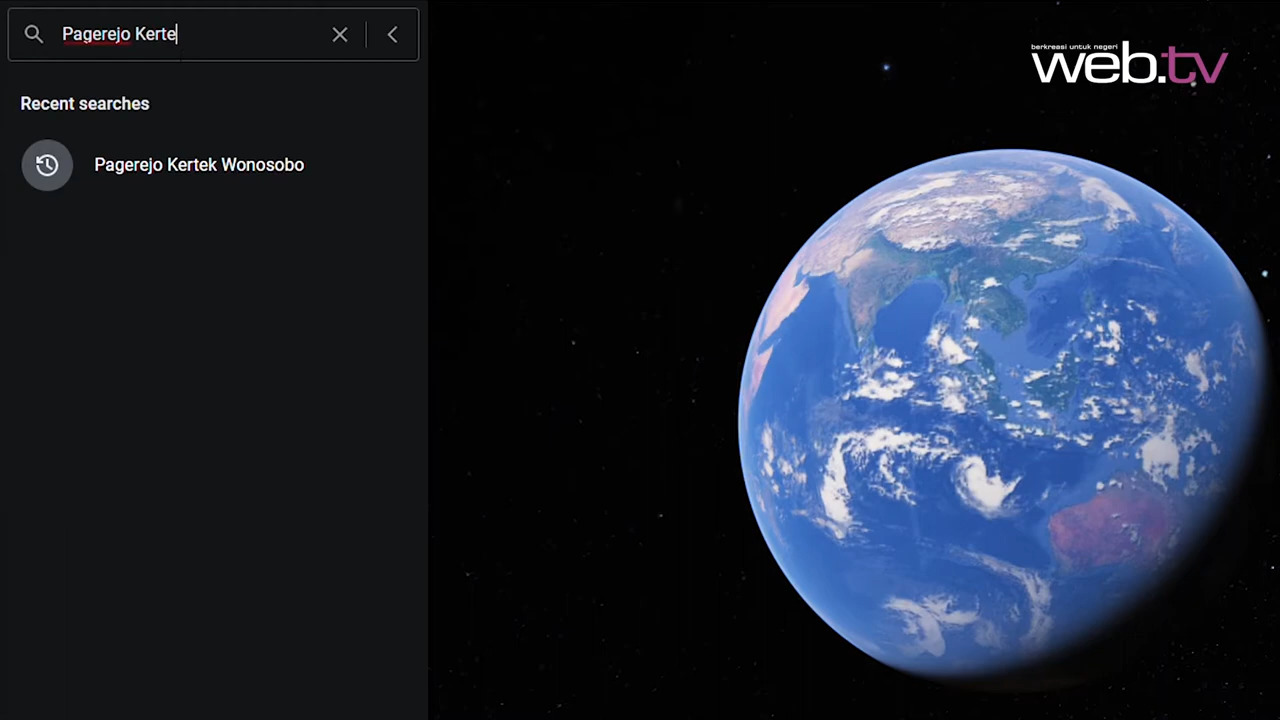 Pagerejo Kerte
Recent searches
Pagerejo Kertek Wonosobo
berkreasi untuk negeri
web.tv